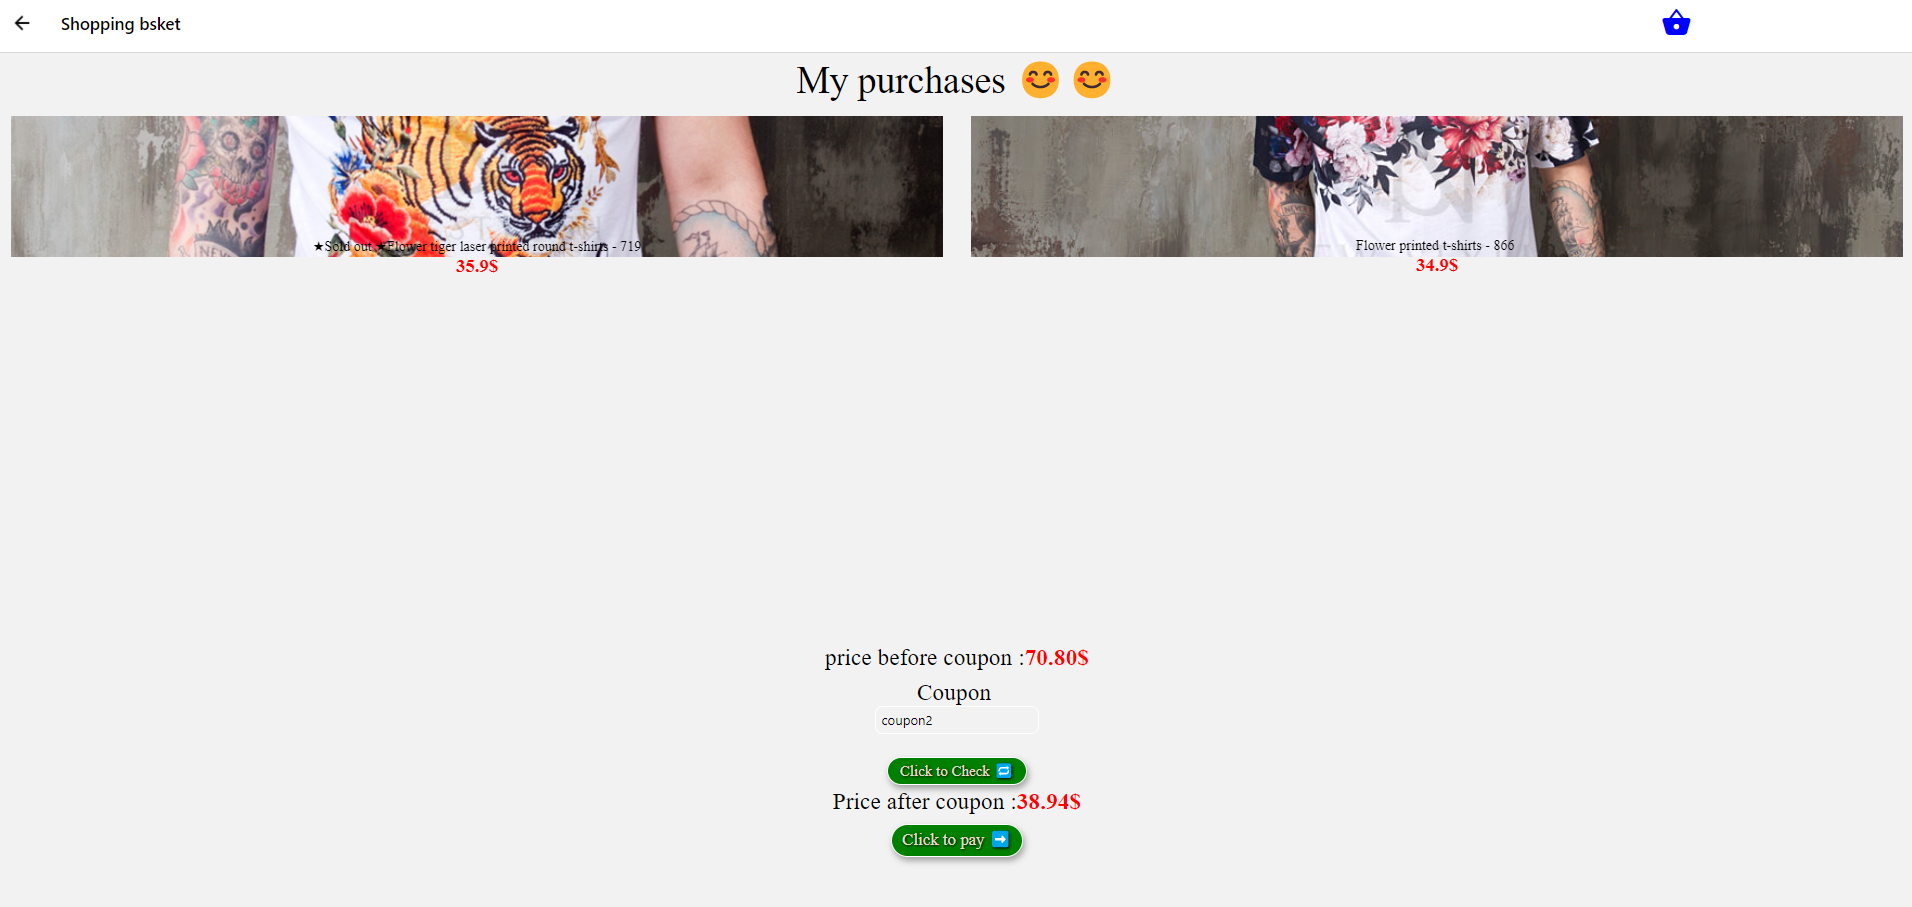 Shopping bsket
My purchases 😊 😊
★Sold out ★Flower tiger laser printed round t-shirts - 719
35.9$
Flower printed t-shirts - 866
34.9$
price before coupon :70.80$
Coupon
coupon2
Click to Check 🔁
Price after coupon :38.94$
Click to pay ➡️